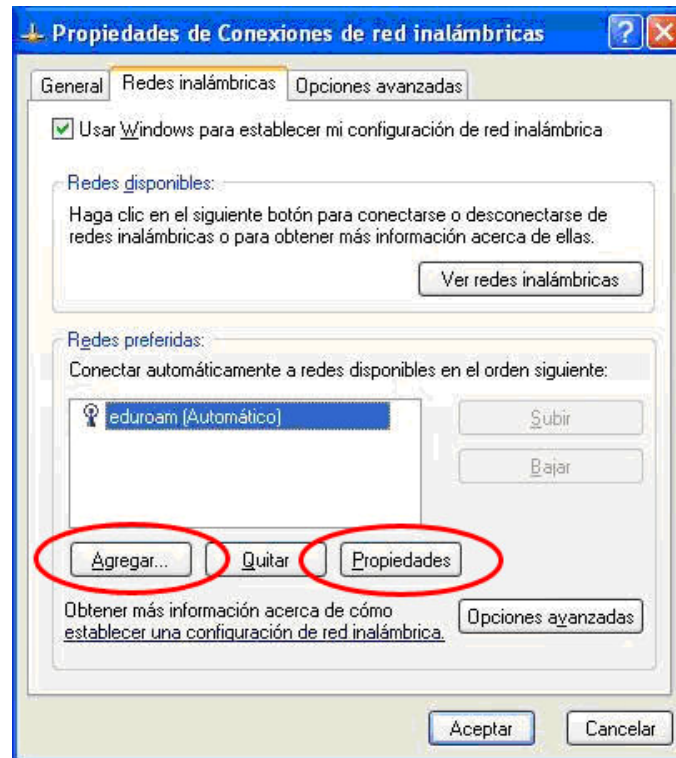 Propiedades de Conexiones de red inalámbricas
General Redes inalámbricas Opciones avanzadas
Usar Windows para establecer mi configuración de red inalámbrica
Redes disponibles:
Haga clic en el siguiente botón para conectarse o desconectarse de
redes inalámbricas o para obtener más información acerca de ellas.
Ver redes inalámbricas
Redes preferidas:
Conectar automáticamente a redes disponibles en el orden siguiente:
eduroam (Automático)
Subir
Bajar
Agregar... Quitar Propiedades
Obtener más información acerca de cómo
establecer una configuración de red inalámbrica.
Opciones avanzadas
Aceptar Cancelar